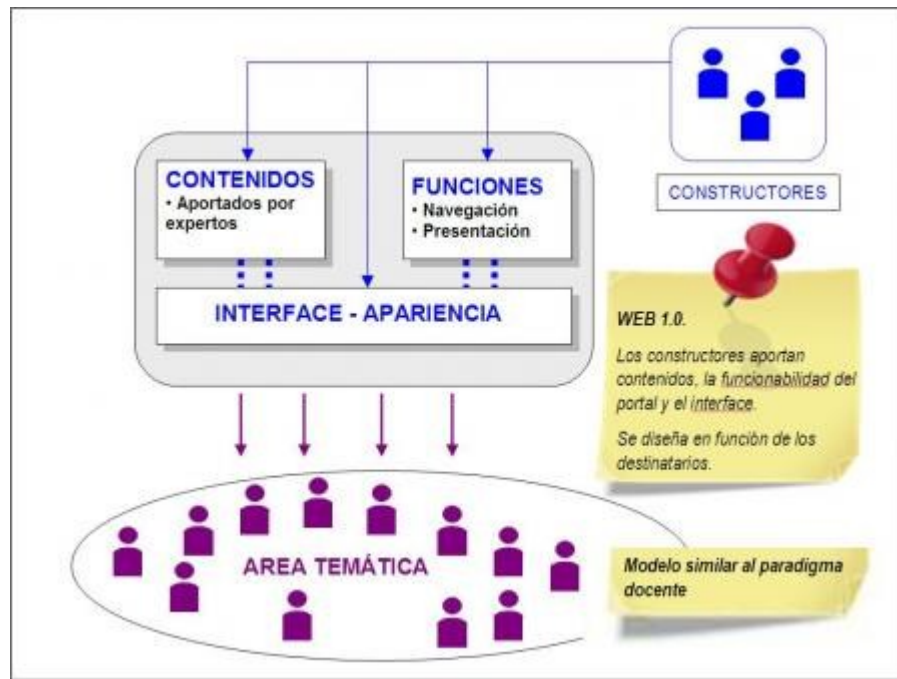 CONTENIDOS
• Aportados por
expertos
FUNCIONES
• Navegación
• Presentación
CONSTRUCTORES
INTERFACE - APARIENCIA
WEB 1.0.
Los constructores aportan
contenidos, la funcionabilidad del
portal y el interface.
Se diseña en función de los
destinatarios.
AREA TEMÁTICA
Modelo similar al paradigma
docente